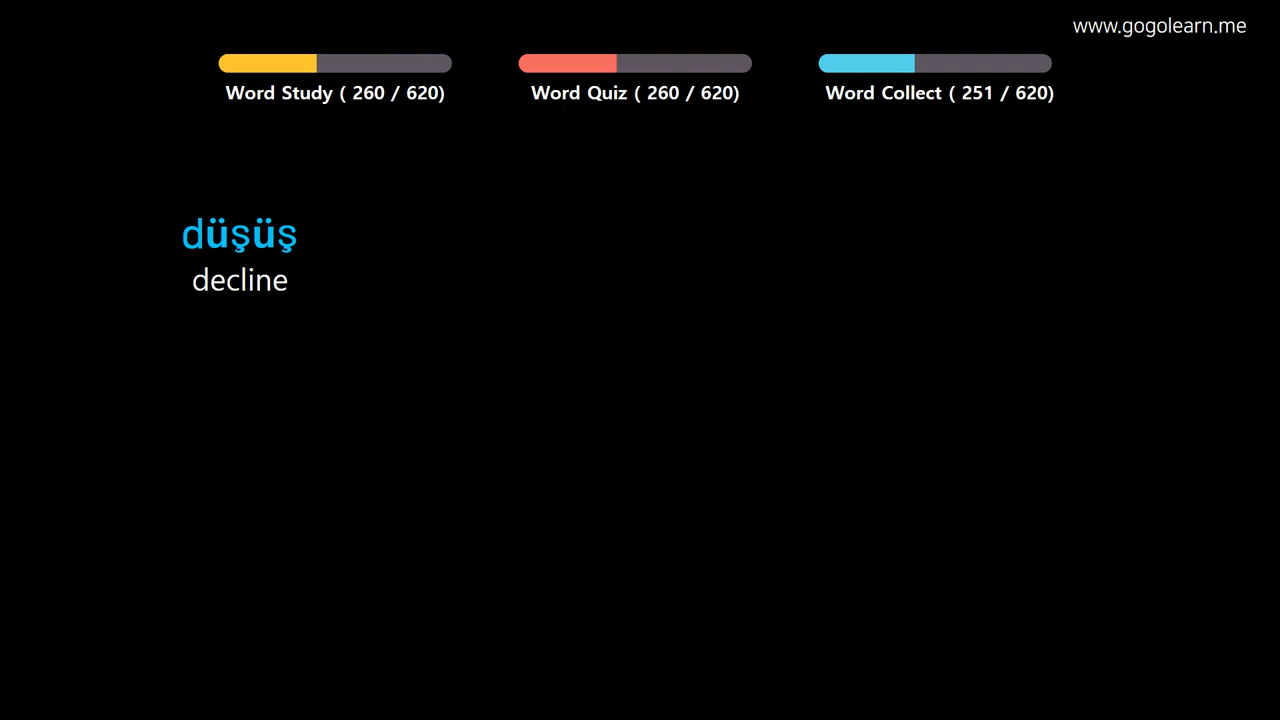 www.gogolearn.me
Word Study ( 260 / 620)
Word Quiz ( 260 / 620)
Word Collect ( 251 / 620)
düşüş
decline